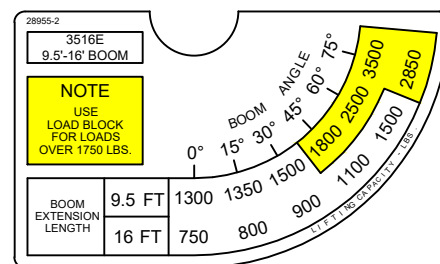 28955-2
3516E
9.5'-16' BOOM
NOTE
USE
LOAD BLOCK
FOR LOADS
OVER 1750 LBS.
BOOM ANGLE
0° 15° 30° 45° 60° 75°
BOOM
EXTENSION
LENGTH
9.5 FT 1300 1350 1500 1800 2500 3500
16 FT 750 800 900 1100 1500 2850
LIFTING CAPACITY - LBS.